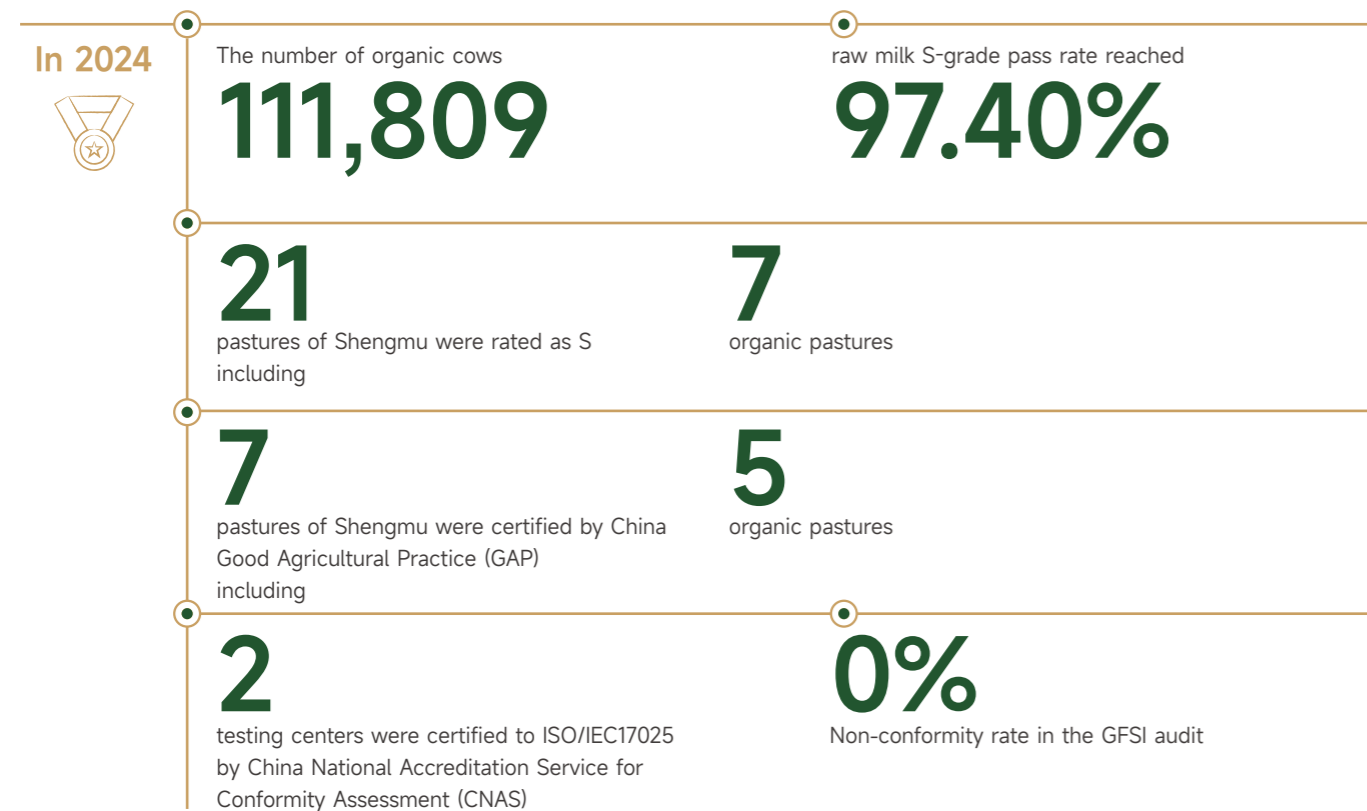 In 2024
The number of organic cows
111,809
raw milk S-grade pass rate reached
97.40%
21
pastures of Shengmu were rated as S
including
7
organic pastures
7
pastures of Shengmu were certified by China
Good Agricultural Practice (GAP)
including
5
organic pastures
2
testing centers were certified to ISO/IEC17025
by China National Accreditation Service for
Conformity Assessment (CNAS)
0%
Non-conformity rate in the GFSI audit